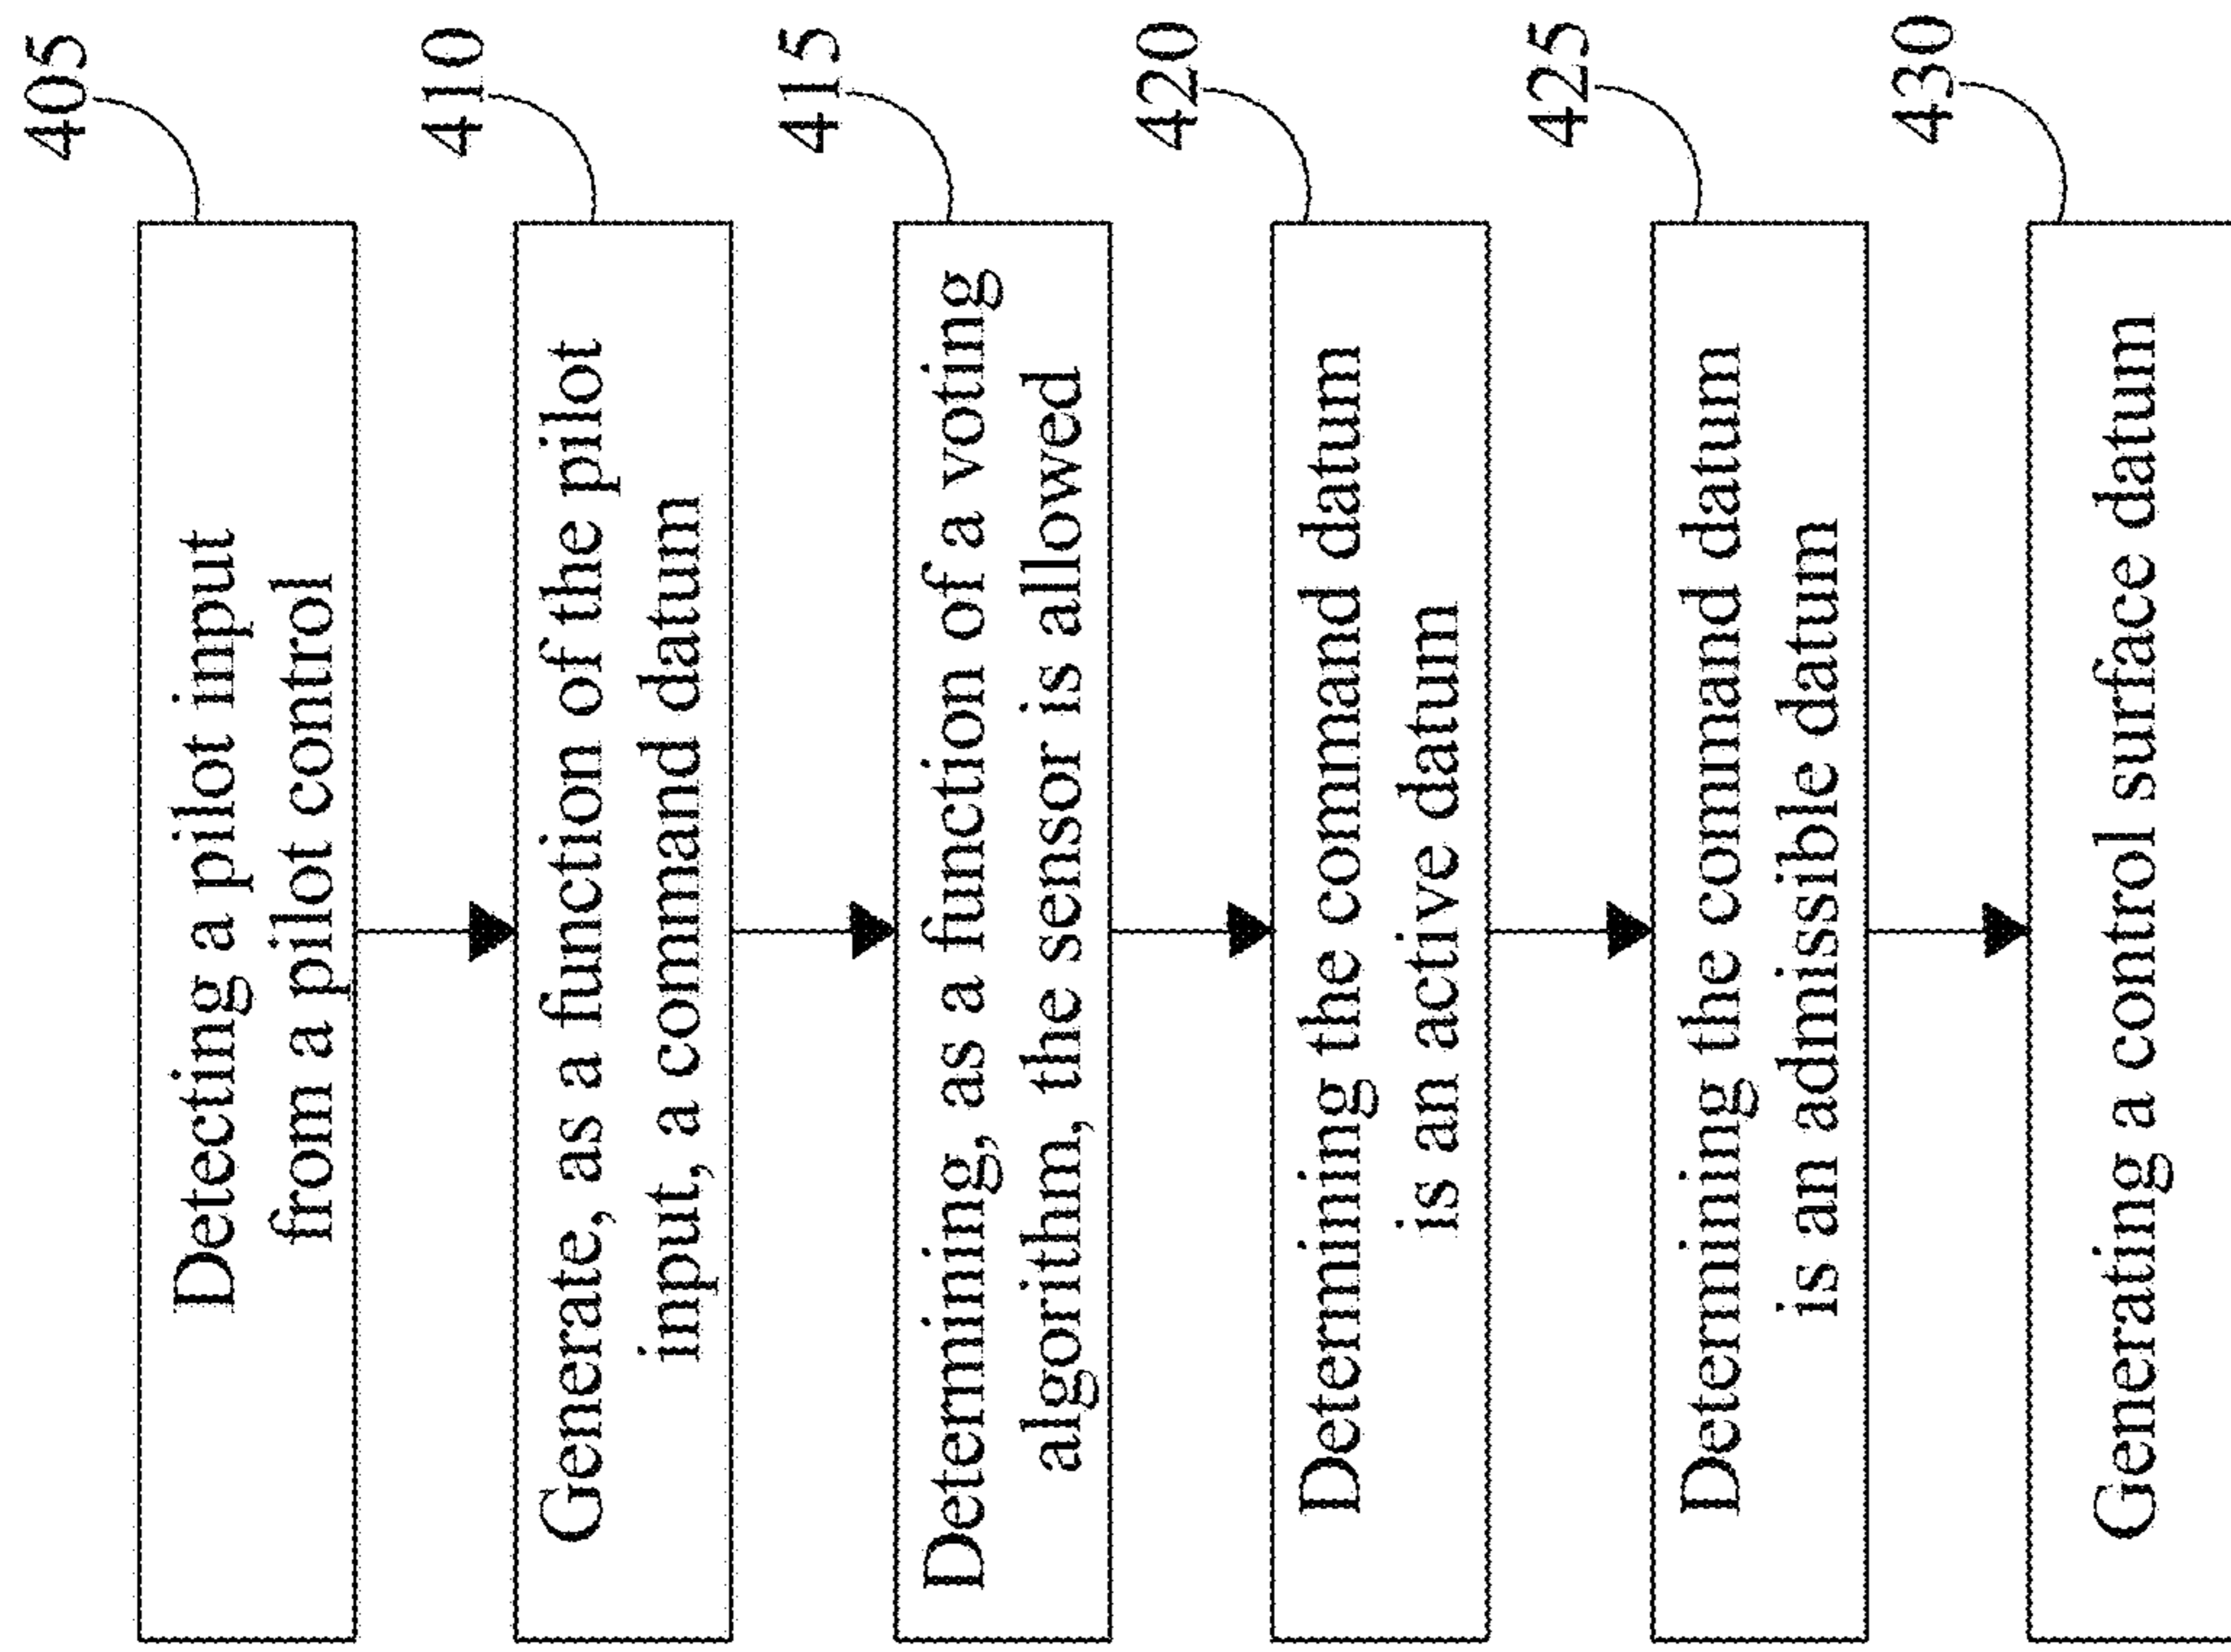 405
Detecting a pilot input
from a pilot control
410
Generate, as a function of the pilot
input, a command datum
415
Determining, as a function of a voting
algorithm, the sensor is allowed
420
Determining the command datum
is an active datum
425
Determining the command datum
is an admissible datum
430
Generating a control surface datum